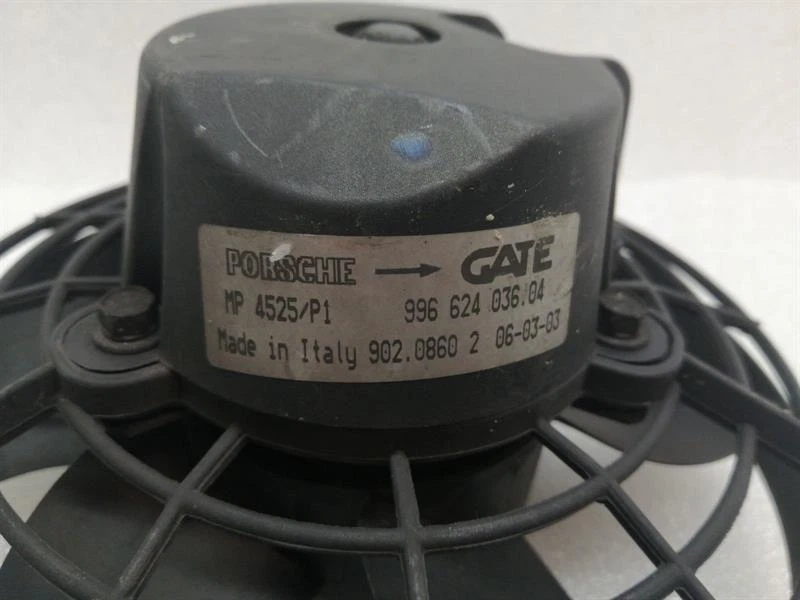 PORSCHE → GATE
MP 4525/P1 996 624 036.04
Made in Italy 902.0860 2 06-03-03